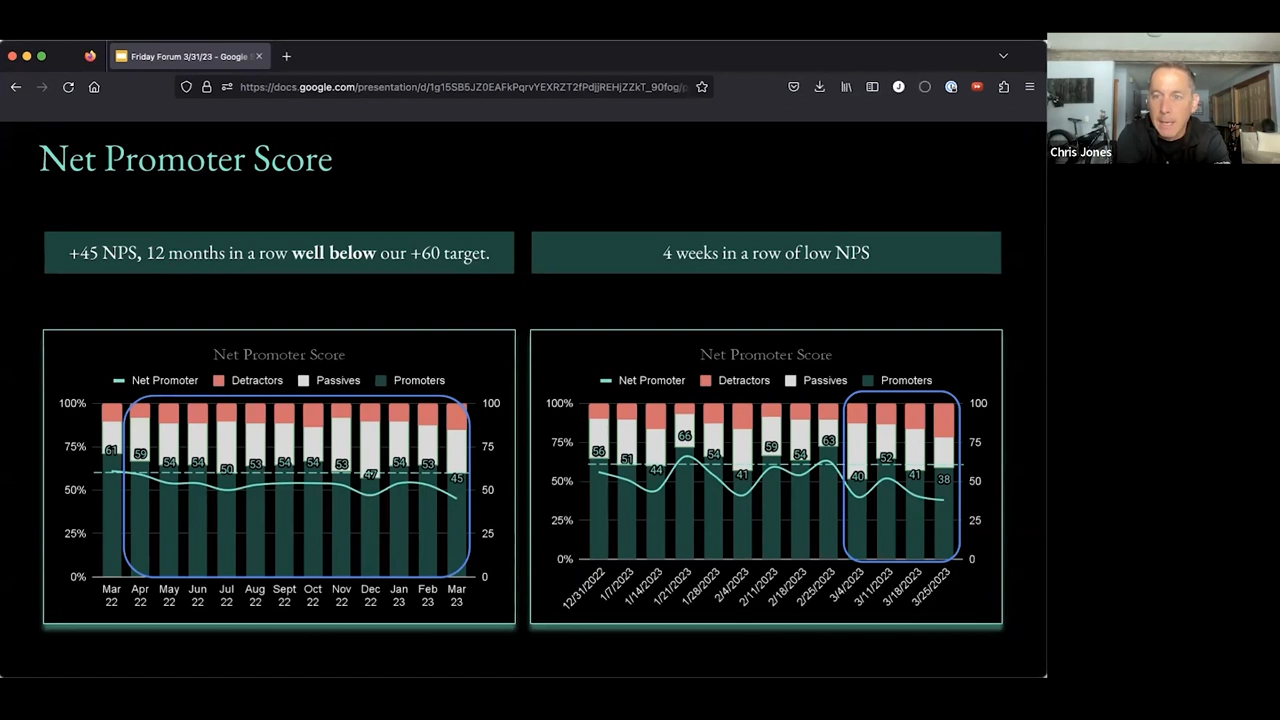 Friday Forum 3/31/23 - Google
https://docs.google.com/presentation/d/1g15SB5JZ0EAFkPqrvYEXRZT2fPdjjREHjZZkT_90fog/p
Chris Jones
Net Promoter Score
+45 NPS, 12 months in a row well below our +60 target.
4 weeks in a row of low NPS
Net Promoter Score
Net Promoter Detractors Passives Promoters
100% 100
75% 75
50% 50
25% 25
0% 0
61 59 54 54 50 53 54 54 53 47 54 53 45
Mar Apr May Jun Jul Aug Sept Oct Nov Dec Jan Feb Mar
22 22 22 22 22 22 22 22 22 22 23 23 23
Net Promoter Score
Net Promoter Detractors Passives Promoters
100% 100
75% 75
50% 50
25% 25
0% 0
56 51 44 66 54 41 59 54 63 40 52 41 38
12/31/2022 1/7/2023 1/14/2023 1/21/2023 1/28/2023 2/4/2023 2/11/2023 2/18/2023 2/25/2023 3/4/2023 3/11/2023 3/18/2023 3/25/2023